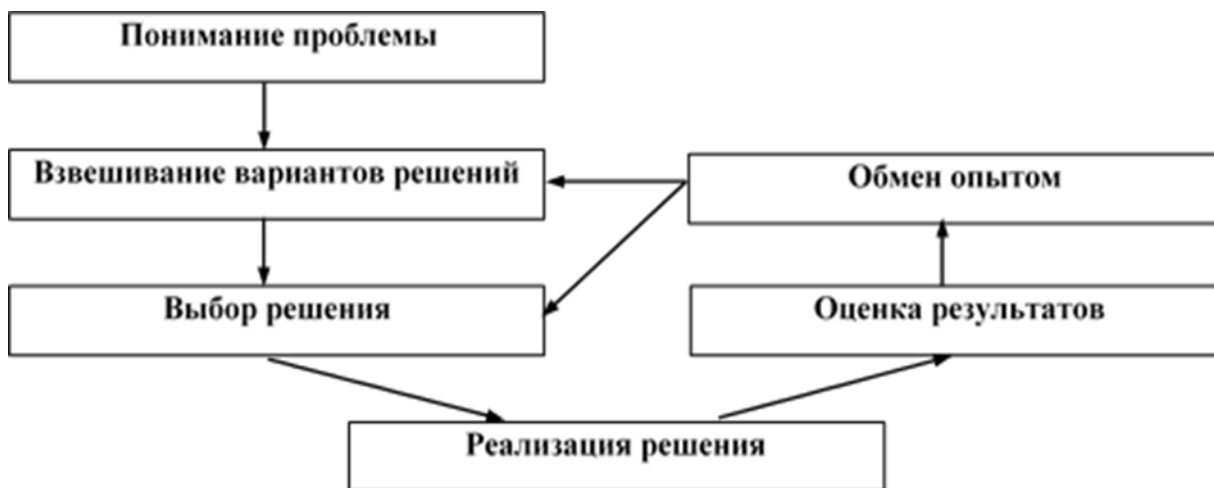 Понимание проблемы
Взвешивание вариантов решений
Обмен опытом
Выбор решения
Оценка результатов
Реализация решения